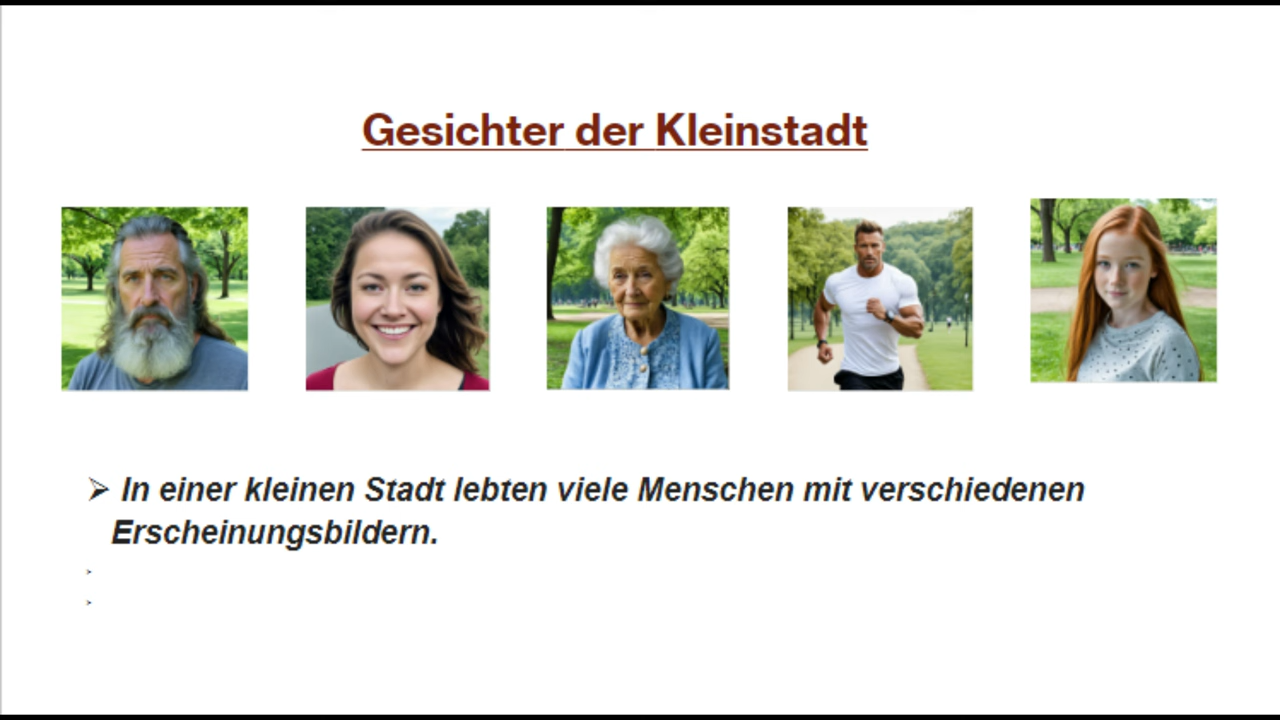 Gesichter der Kleinstadt
➢ In einer kleinen Stadt lebten viele Menschen mit verschiedenen
Erscheinungsbildern.